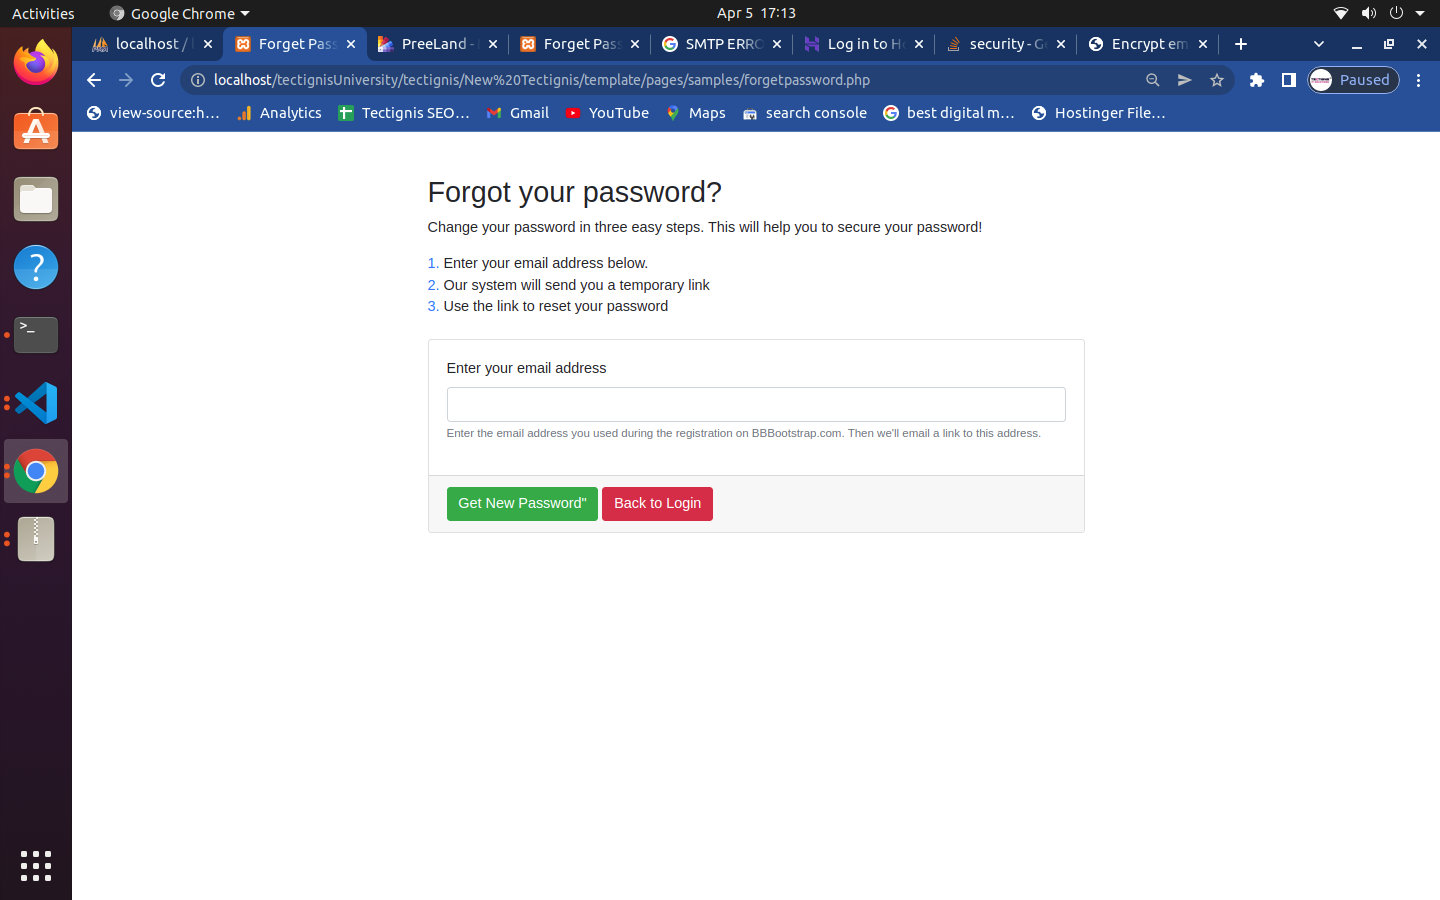 Activities Google Chrome Apr 5 17:13
localhost / Forget Pass PreeLand - Forget Pass SMTP ERRO Log in to Ho security - Ge Encrypt em
localhost/tectignisUniversity/tectignis/New%20Tectignis/template/pages/samples/forgetpassword.php Paused
view-source:h... Analytics Tectignis SEO... Gmail YouTube Maps search console best digital m... Hostinger File...
Forgot your password?
Change your password in three easy steps. This will help you to secure your password!
1. Enter your email address below.
2. Our system will send you a temporary link
3. Use the link to reset your password
Enter your email address
Enter the email address you used during the registration on BBBootstrap.com. Then we'll email a link to this address.
Get New Password" Back to Login